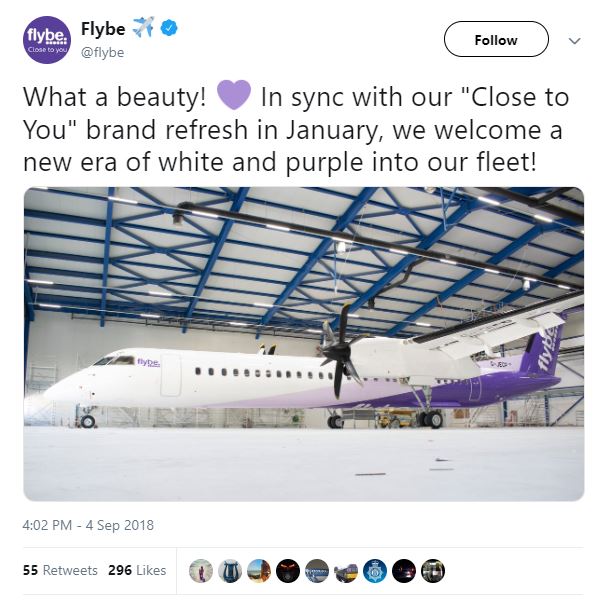 flybe.
Close to you
Flybe
@flybe
Follow
What a beauty! In sync with our "Close to
You" brand refresh in January, we welcome a
new era of white and purple into our fleet!
flybe.
flybe.
G-JECP
4:02 PM - 4 Sep 2018
55 Retweets 296 Likes